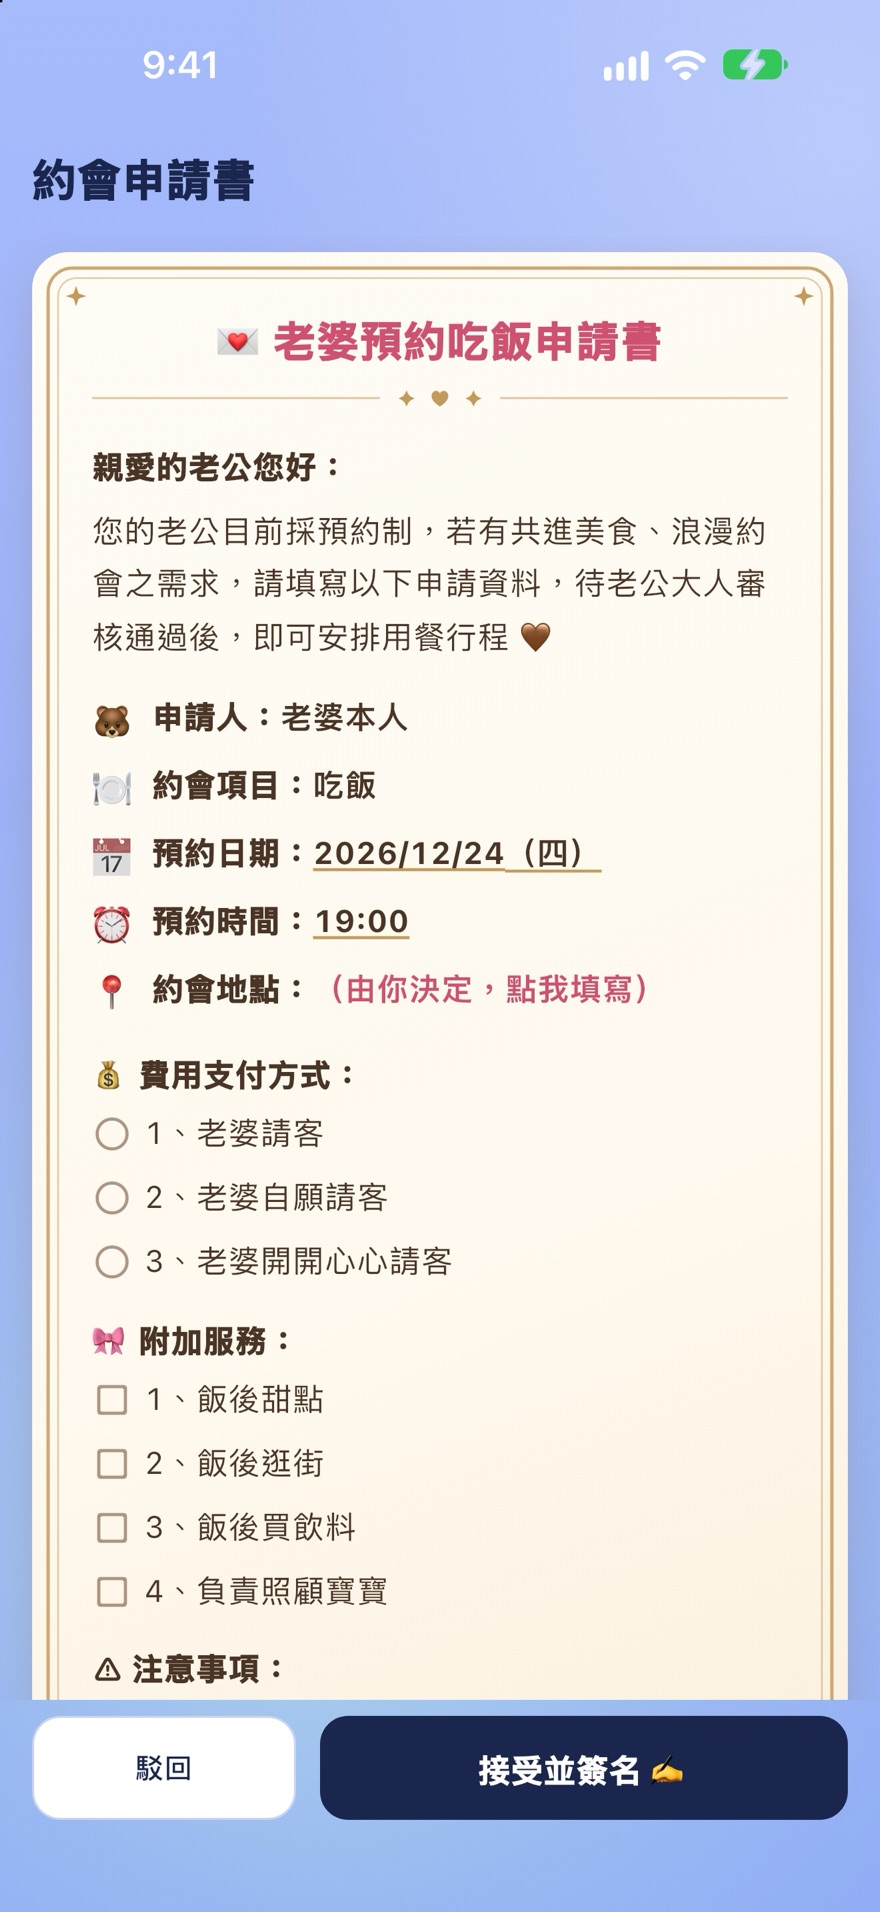 9:41
約會申請書
💌 老婆預約吃飯申請書
親愛的老公您好：
您的老公目前採預約制，若有共進美食、浪漫約
會之需求，請填寫以下申請資料，待老公大人審
核通過後，即可安排用餐行程 🤎
🐻 申請人：老婆本人
🍽️ 約會項目：吃飯
📅 預約日期：2026/12/24（四）
⏰ 預約時間：19:00
📍 約會地點：（由你決定，點我填寫）
💰 費用支付方式：
1、老婆請客
2、老婆自願請客
3、老婆開開心心請客
🎀 附加服務：
1、飯後甜點
2、飯後逛街
3、飯後買飲料
4、負責照顧寶寶
⚠ 注意事項：
駁回
接受並簽名 ✍️